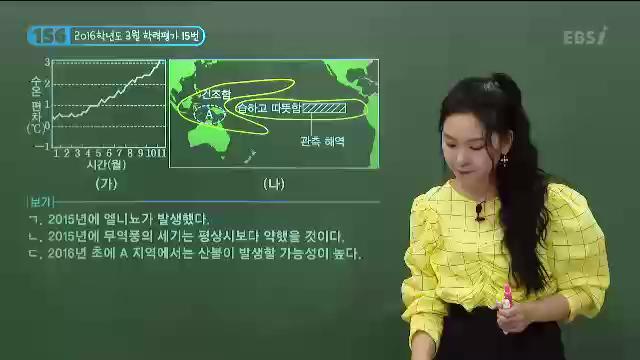 156 2016학년도 3월 학력평가 15번
EBSi
수온 편차(℃)
3
2
1
0
-1
1 2 3 4 5 6 7 8 9 10 11
시간(월)
(가)
건조함
A
습하고 따뜻함
관측 해역
(나)
보기
ㄱ. 2015년에 엘니뇨가 발생했다.
ㄴ. 2015년에 무역풍의 세기는 평상시보다 약했을 것이다.
ㄷ. 2016년 초에 A 지역에서는 산불이 발생할 가능성이 높다.